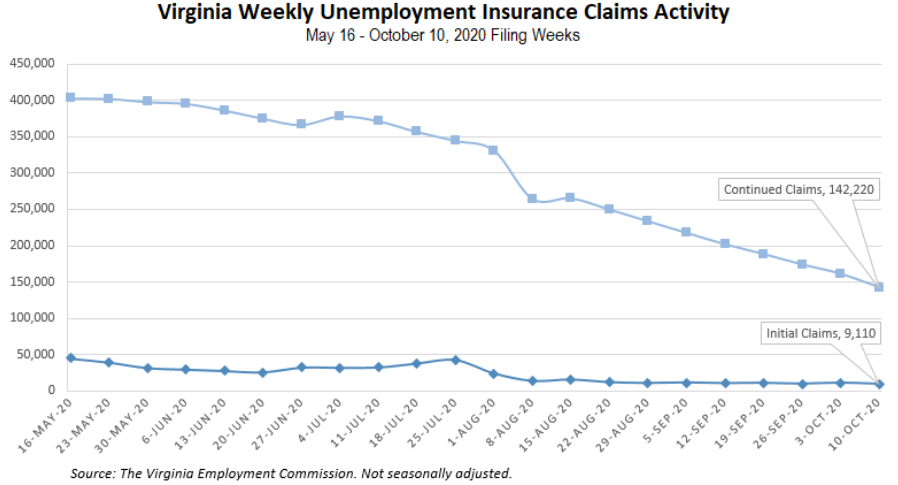 Virginia Weekly Unemployment Insurance Claims Activity
May 16 - October 10, 2020 Filing Weeks
450,000
400,000
350,000
300,000
250,000
200,000
150,000
100,000
50,000
0
Continued Claims, 142,220
Initial Claims, 9,110
16-MAY-20
23-MAY-20
30-MAY-20
6-JUN-20
13-JUN-20
20-JUN-20
27-JUN-20
4-JUL-20
11-JUL-20
18-JUL-20
25-JUL-20
1-AUG-20
8-AUG-20
15-AUG-20
22-AUG-20
29-AUG-20
5-SEP-20
12-SEP-20
19-SEP-20
26-SEP-20
3-OCT-20
10-OCT-20
Source: The Virginia Employment Commission. Not seasonally adjusted.